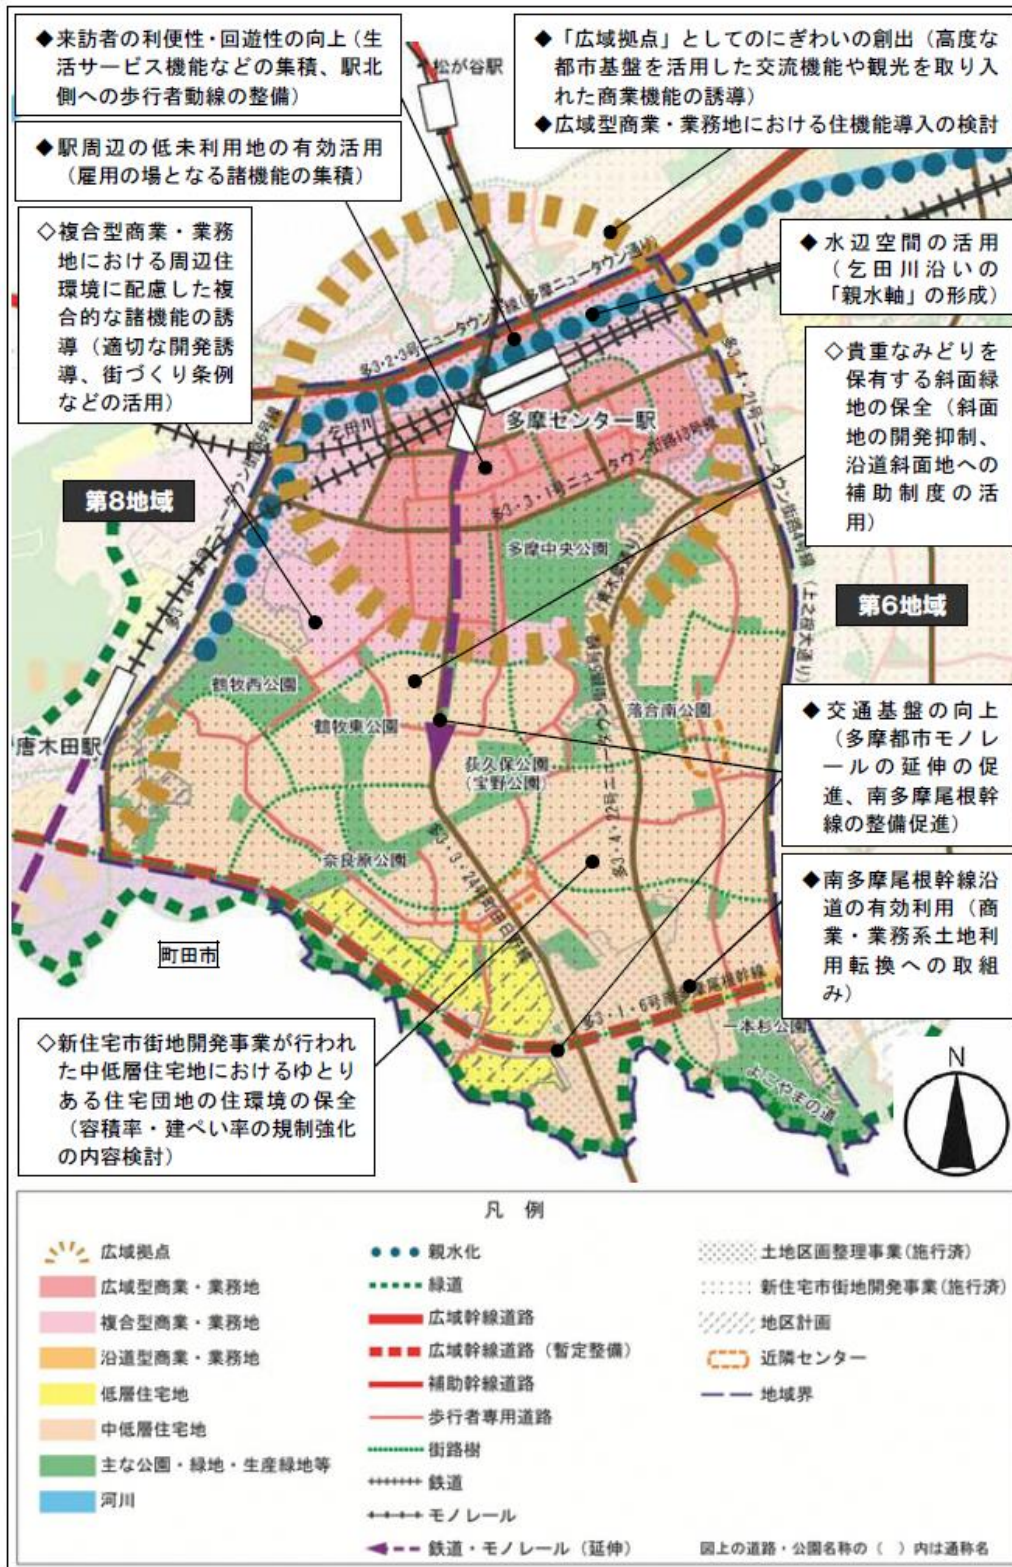 ◆来訪者の利便性・回遊性の向上（生
活サービス機能などの集積、駅北
側への歩行者動線の整備）
◆駅周辺の低未利用地の有効活用
（雇用の場となる諸機能の集積）
◇複合型商業・業務
地における周辺住
環境に配慮した複
合的な諸機能の誘
導（適切な開発誘
導、街づくり条例
などの活用）
◆「広域拠点」としてのにぎわいの創出（高度な
都市基盤を活用した交流機能や観光を取り入
れた商業機能の誘導）
◆広域型商業・業務地における住機能導入の検討
◆水辺空間の活用
（乞田川沿いの
「親水軸」の形成）
◇貴重なみどりを
保有する斜面緑
地の保全（斜面
地の開発抑制、
沿道斜面地への
補助制度の活
用）
松が谷駅
多摩センター駅
乞田川
第8地域
第6地域
多摩中央公園
鶴牧西公園
鶴牧東公園
落合南公園
唐木田駅
荻久保公園
（宝野公園）
奈良原公園
町田市
（上之根大通り）
多3・1・6号南多摩尾根幹線
一本杉公園
よこやまの道
◆交通基盤の向上
（多摩都市モノレ
ールの延伸の促
進、南多摩尾根幹
線の整備促進）
◆南多摩尾根幹線沿
道の有効利用（商
業・業務系土地利
用転換への取組
み）
◇新住宅市街地開発事業が行われ
た中低層住宅地におけるゆとり
ある住宅団地の住環境の保全
（容積率・建ぺい率の規制強化
の内容検討）
N
凡 例
広域拠点
広域型商業・業務地
複合型商業・業務地
沿道型商業・業務地
低層住宅地
中低層住宅地
主な公園・緑地・生産緑地等
河川
親水化
緑道
広域幹線道路
広域幹線道路（暫定整備）
補助幹線道路
歩行者専用道路
街路樹
鉄道
モノレール
鉄道・モノレール（延伸）
土地区画整理事業(施行済)
新住宅市街地開発事業(施行済)
地区計画
近隣センター
地域界
図上の道路・公園名称の（　）内は通称名